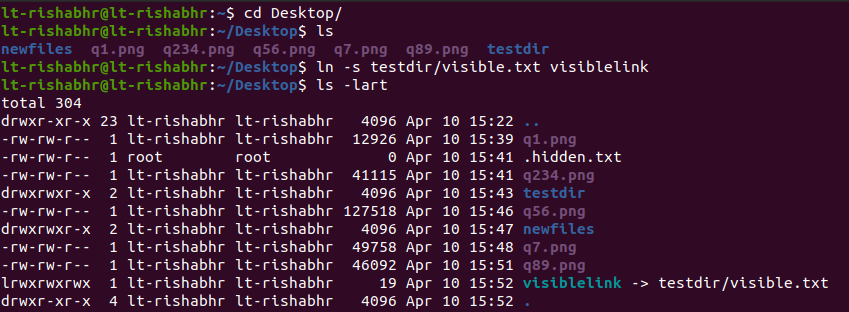 lt-rishabhr@lt-rishabhr:~$ cd Desktop/
lt-rishabhr@lt-rishabhr:~/Desktop$ ls
newfiles  q1.png  q234.png  q56.png  q7.png  q89.png  testdir
lt-rishabhr@lt-rishabhr:~/Desktop$ ln -s testdir/visible.txt visiblelink
lt-rishabhr@lt-rishabhr:~/Desktop$ ls -lart
total 304
drwxr-xr-x 23 lt-rishabhr lt-rishabhr   4096 Apr 10 15:22 ..
-rw-rw-r--  1 lt-rishabhr lt-rishabhr  12926 Apr 10 15:39 q1.png
-rw-rw-r--  1 root        root             0 Apr 10 15:41 .hidden.txt
-rw-rw-r--  1 lt-rishabhr lt-rishabhr  41115 Apr 10 15:41 q234.png
drwxrwxr-x  2 lt-rishabhr lt-rishabhr   4096 Apr 10 15:43 testdir
-rw-rw-r--  1 lt-rishabhr lt-rishabhr 127518 Apr 10 15:46 q56.png
drwxrwxr-x  2 lt-rishabhr lt-rishabhr   4096 Apr 10 15:47 newfiles
-rw-rw-r--  1 lt-rishabhr lt-rishabhr  49758 Apr 10 15:48 q7.png
-rw-rw-r--  1 lt-rishabhr lt-rishabhr  46092 Apr 10 15:51 q89.png
lrwxrwxrwx  1 lt-rishabhr lt-rishabhr     19 Apr 10 15:52 visiblelink -> testdir/visible.txt
drwxr-xr-x  4 lt-rishabhr lt-rishabhr   4096 Apr 10 15:52 .